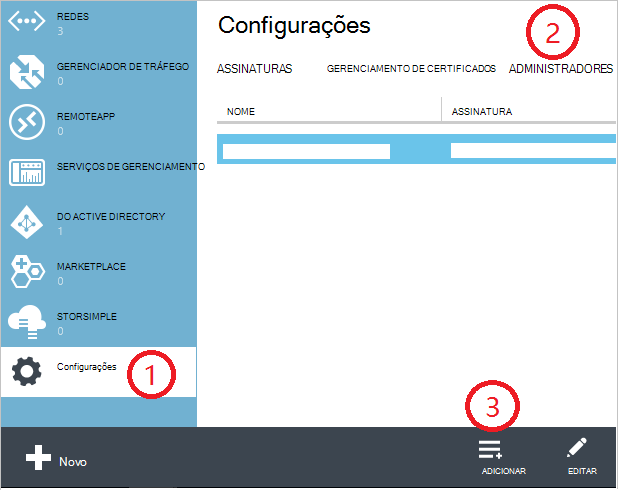 REDES
3
GERENCIADOR DE TRÁFEGO
0
REMOTEAPP
0
SERVIÇOS DE GERENCIAMENTO
DO ACTIVE DIRECTORY
1
MARKETPLACE
0
STORSIMPLE
0
Configurações
1
Configurações
2
ASSINATURAS GERENCIAMENTO DE CERTIFICADOS ADMINISTRADORES
NOME ASSINATURA
3
Novo
ADICIONAR EDITAR